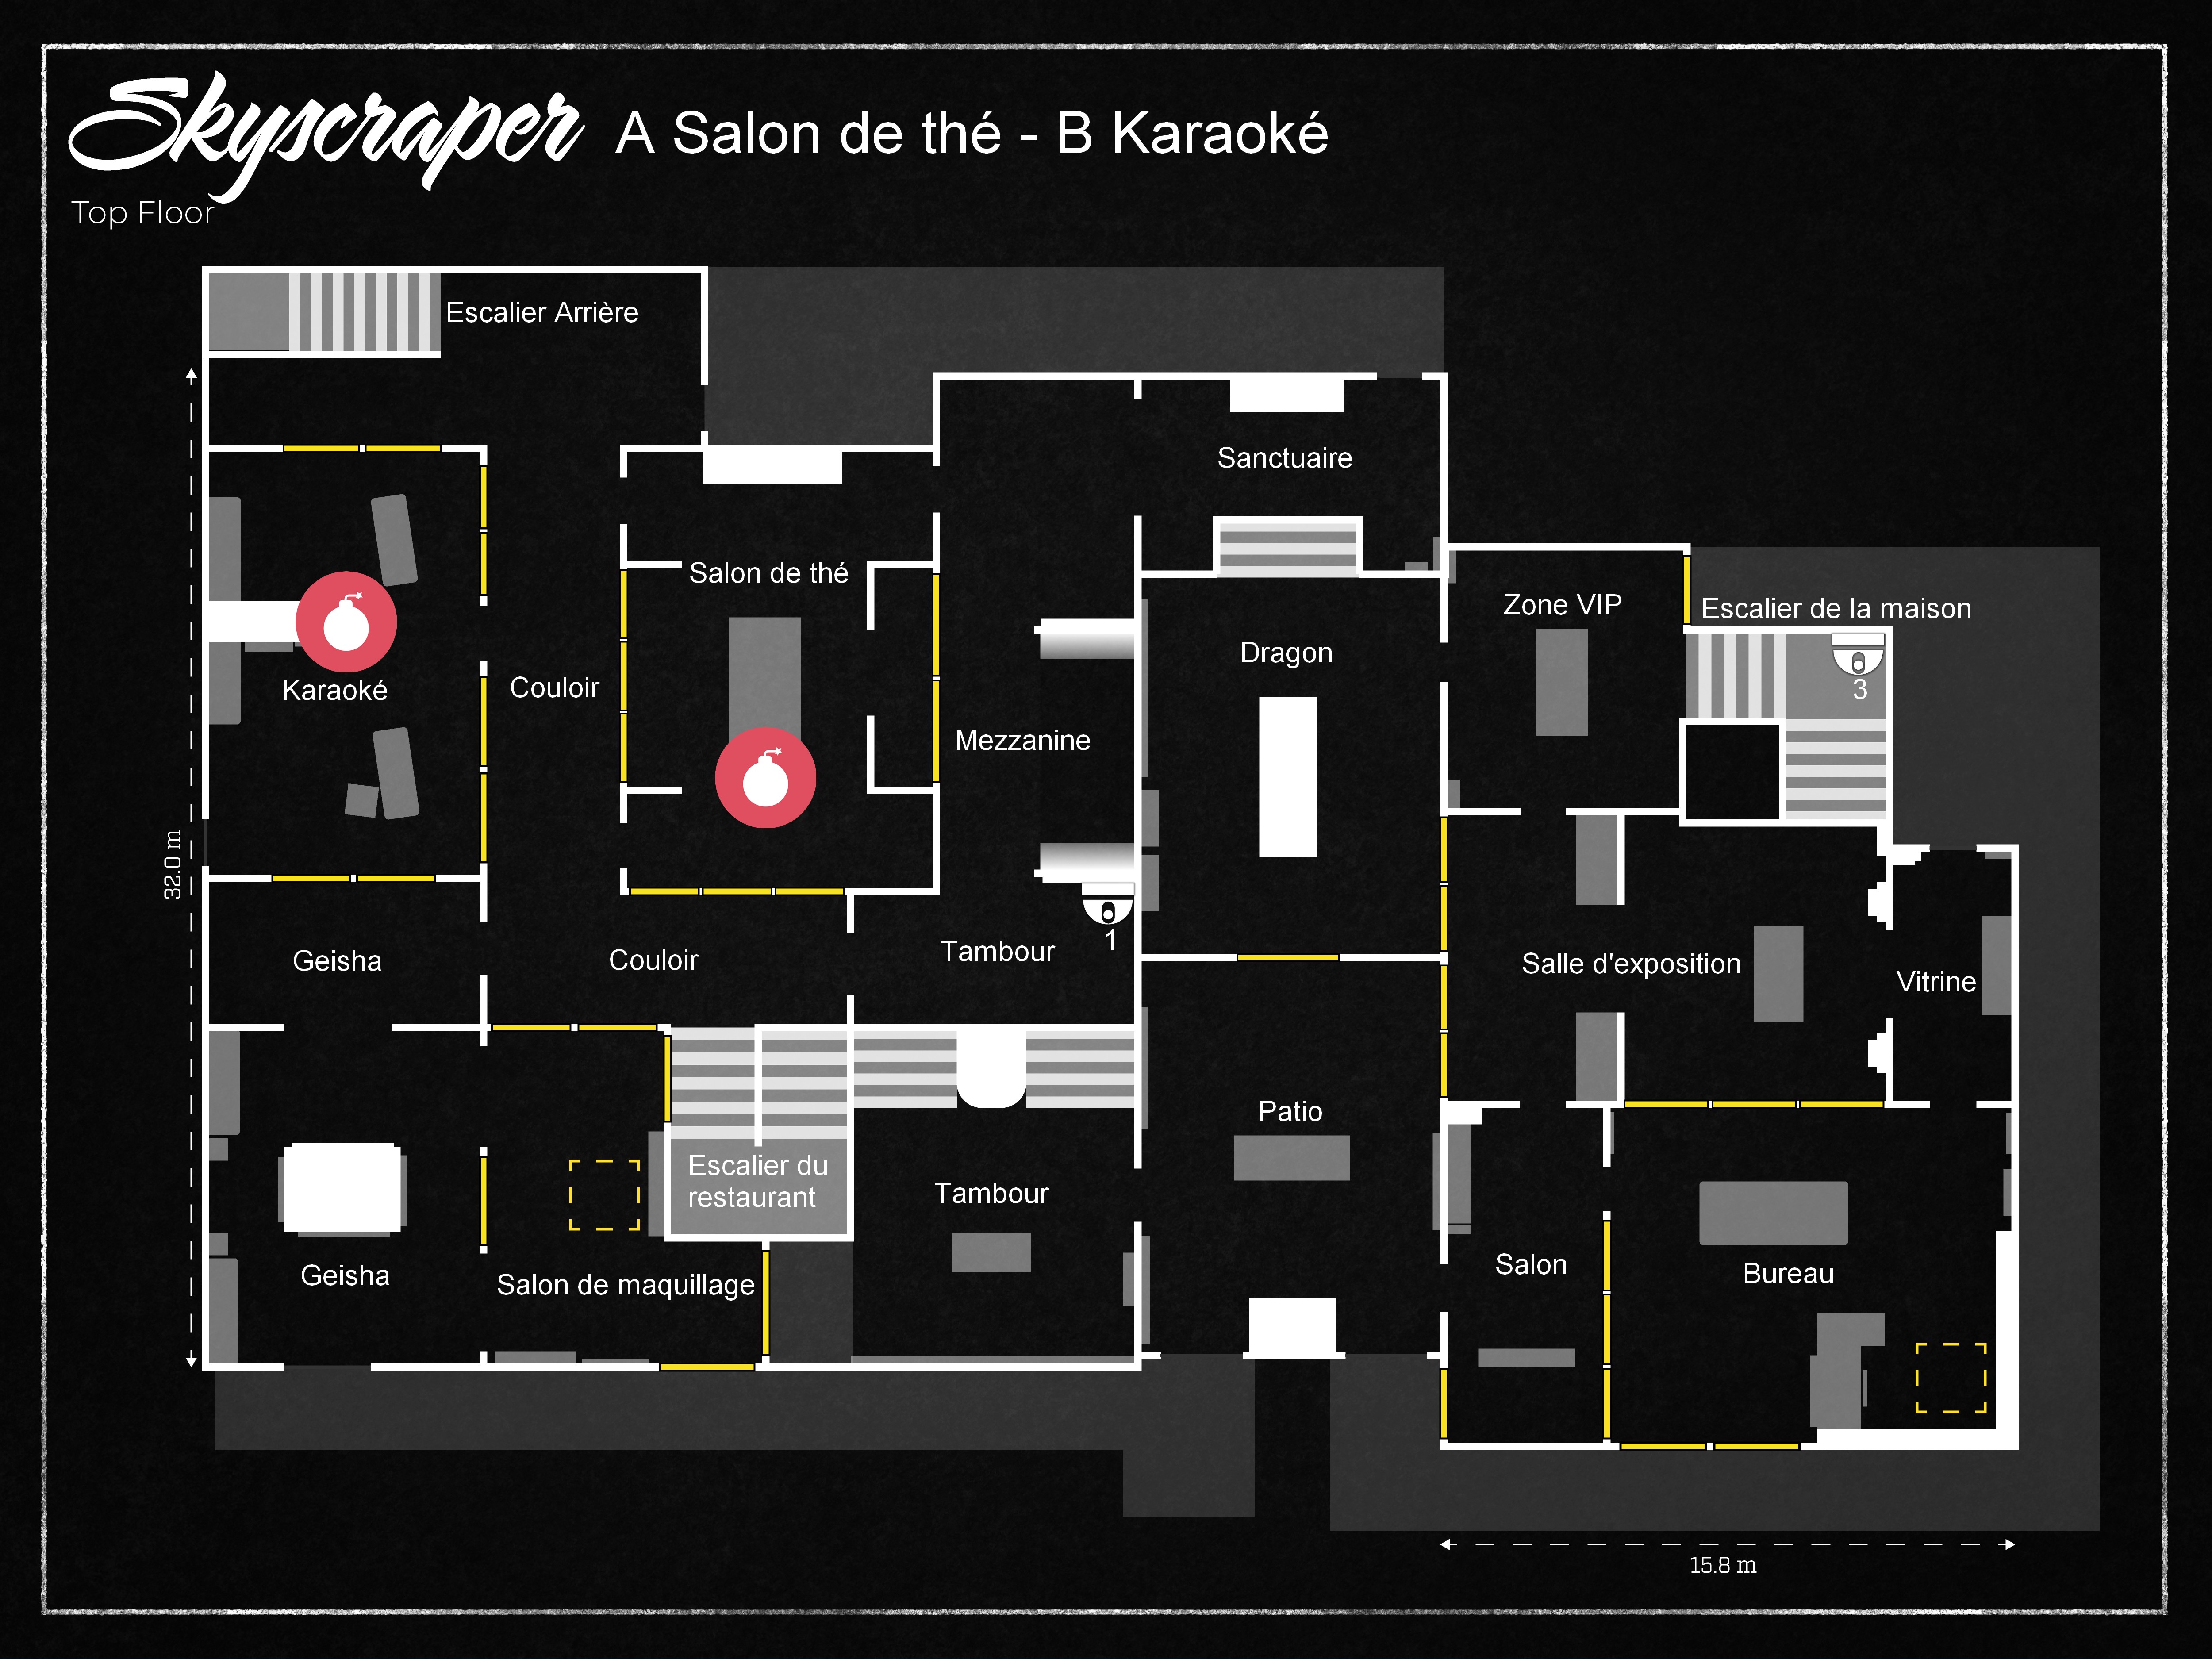 Skyscraper A Salon de thé - B Karaoké
Top Floor
Escalier Arrière
Sanctuaire
Salon de thé
Zone VIP
Escalier de la maison
Dragon
Karaoké
Couloir
3
Mezzanine
32.0 m
1
Geisha
Couloir
Tambour
Salle d'exposition
Vitrine
Patio
Escalier du
restaurant
Tambour
Geisha
Salon de maquillage
Salon
Bureau
15.8 m